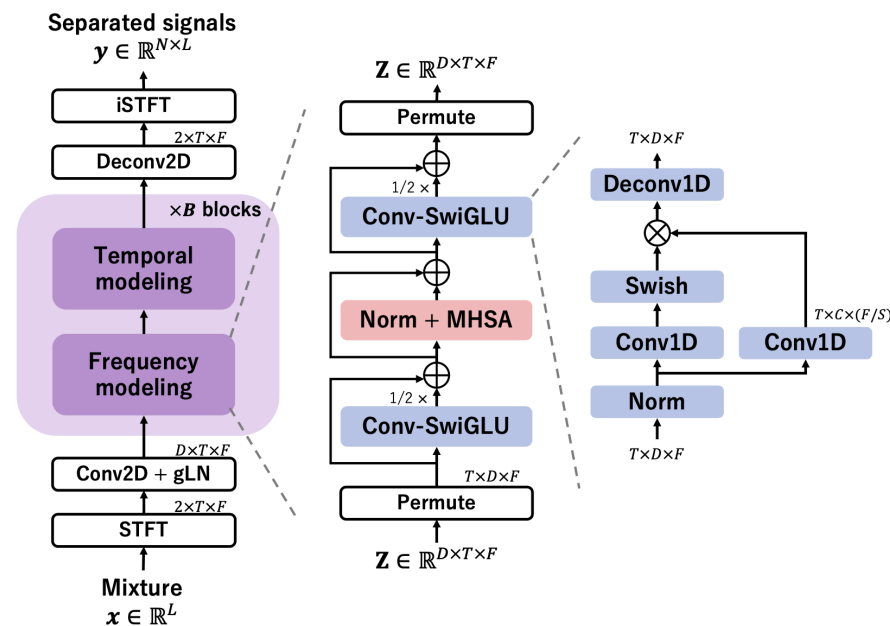 Separated signals
𝒚 ∈ ℝ^{N×L}
iSTFT
2×T×F
Deconv2D
×B blocks
Temporal
modeling
Frequency
modeling
D×T×F
Conv2D + gLN
2×T×F
STFT
Mixture
𝒙 ∈ ℝ^L
𝐙 ∈ ℝ^{D×T×F}
Permute
1/2 ×
Conv-SwiGLU
Norm + MHSA
1/2 ×
Conv-SwiGLU
T×D×F
Permute
𝐙 ∈ ℝ^{D×T×F}
T×D×F
Deconv1D
Swish
T×C×(F/S)
Conv1D
Conv1D
Norm
T×D×F